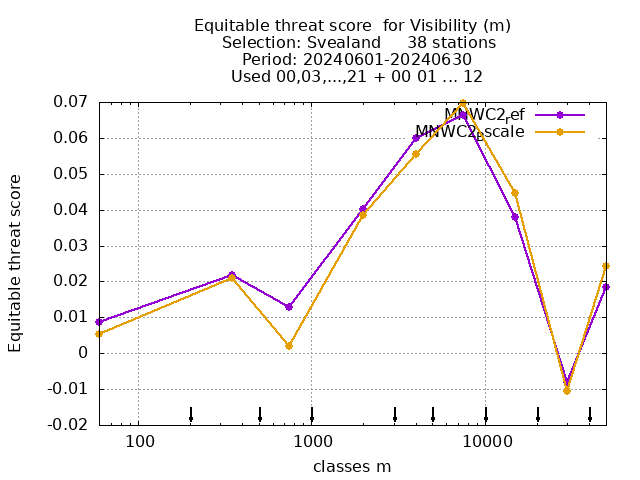 Equitable threat score  for Visibility (m)
Selection: Svealand     38 stations
Period: 20240601-20240630
Used 00,03,...,21 + 00 01 ... 12
MNWC2ref
MNWC2bscale
Equitable threat score
0.07
0.06
0.05
0.04
0.03
0.02
0.01
0
-0.01
-0.02
100
1000
10000
classes m